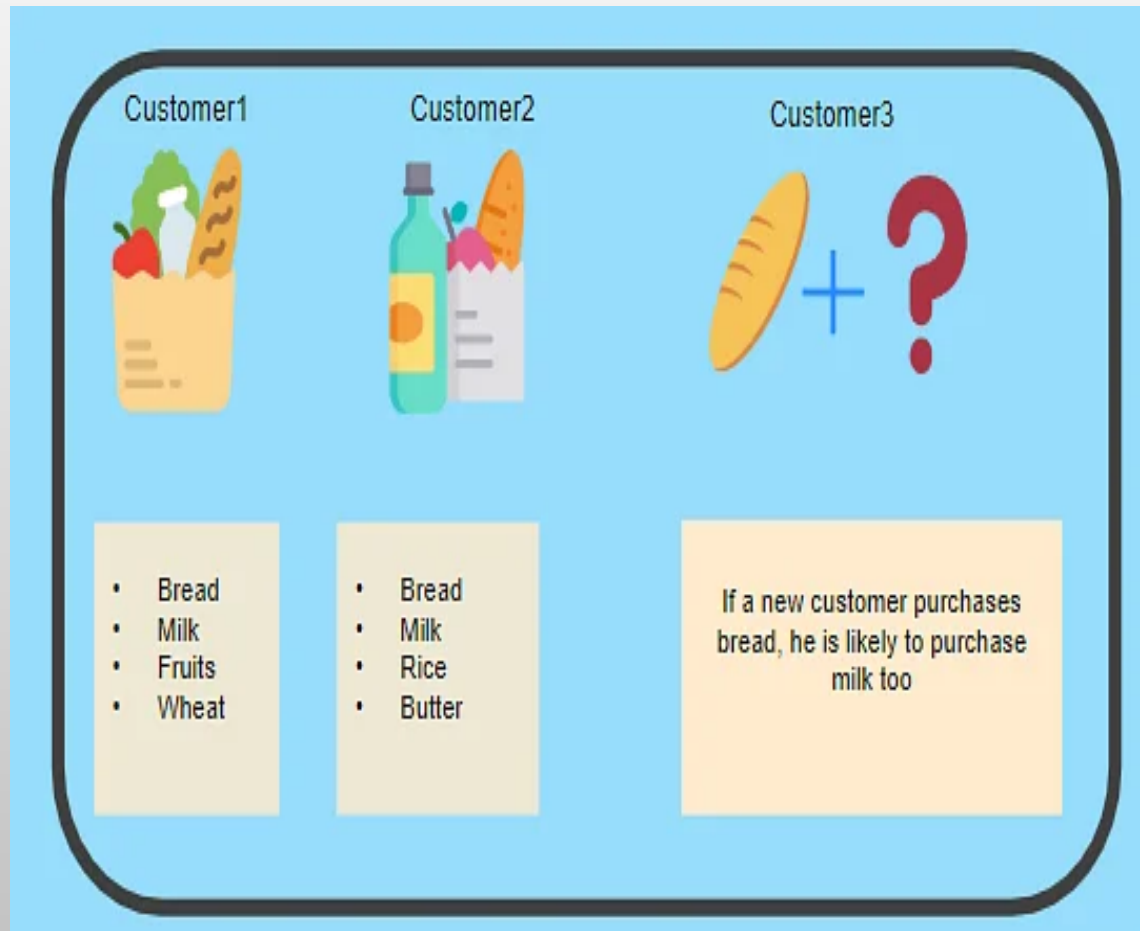 Customer1
Customer2
Customer3
• Bread
• Milk
• Fruits
• Wheat
• Bread
• Milk
• Rice
• Butter
If a new customer purchases
bread, he is likely to purchase
milk too